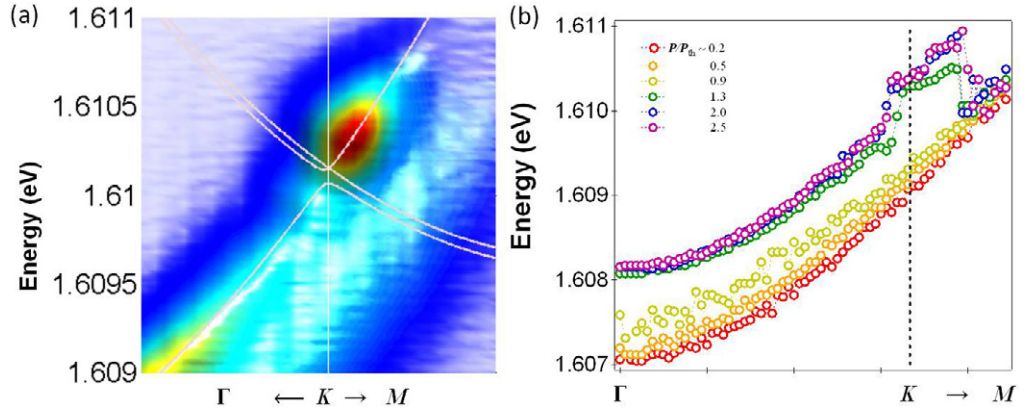 (a)
1.611
1.6105
1.61
1.6095
1.609
Energy (eV)
Γ ← K → M
(b)
1.611
1.610
1.609
1.608
1.607
Energy (eV)
P/Pth ~ 0.2
0.5
0.9
1.3
2.0
2.5
Γ K → M